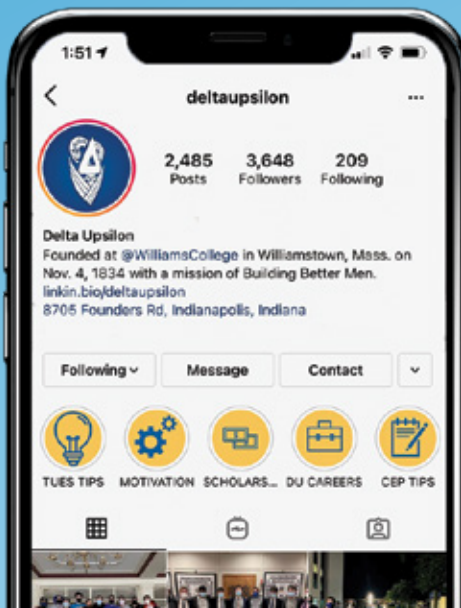 1:51
deltaupsilon
...
2,485 3,648 209
Posts Followers Following
Delta Upsilon
Founded at @WilliamsCollege in Williamstown, Mass. on
Nov. 4, 1834 with a mission of Building Better Men.
linkin.bio/deltaupsilon
8705 Founders Rd, Indianapolis, Indiana
Following Message Contact
TUES TIPS MOTIVATION SCHOLARS... DU CAREERS CEP TIPS